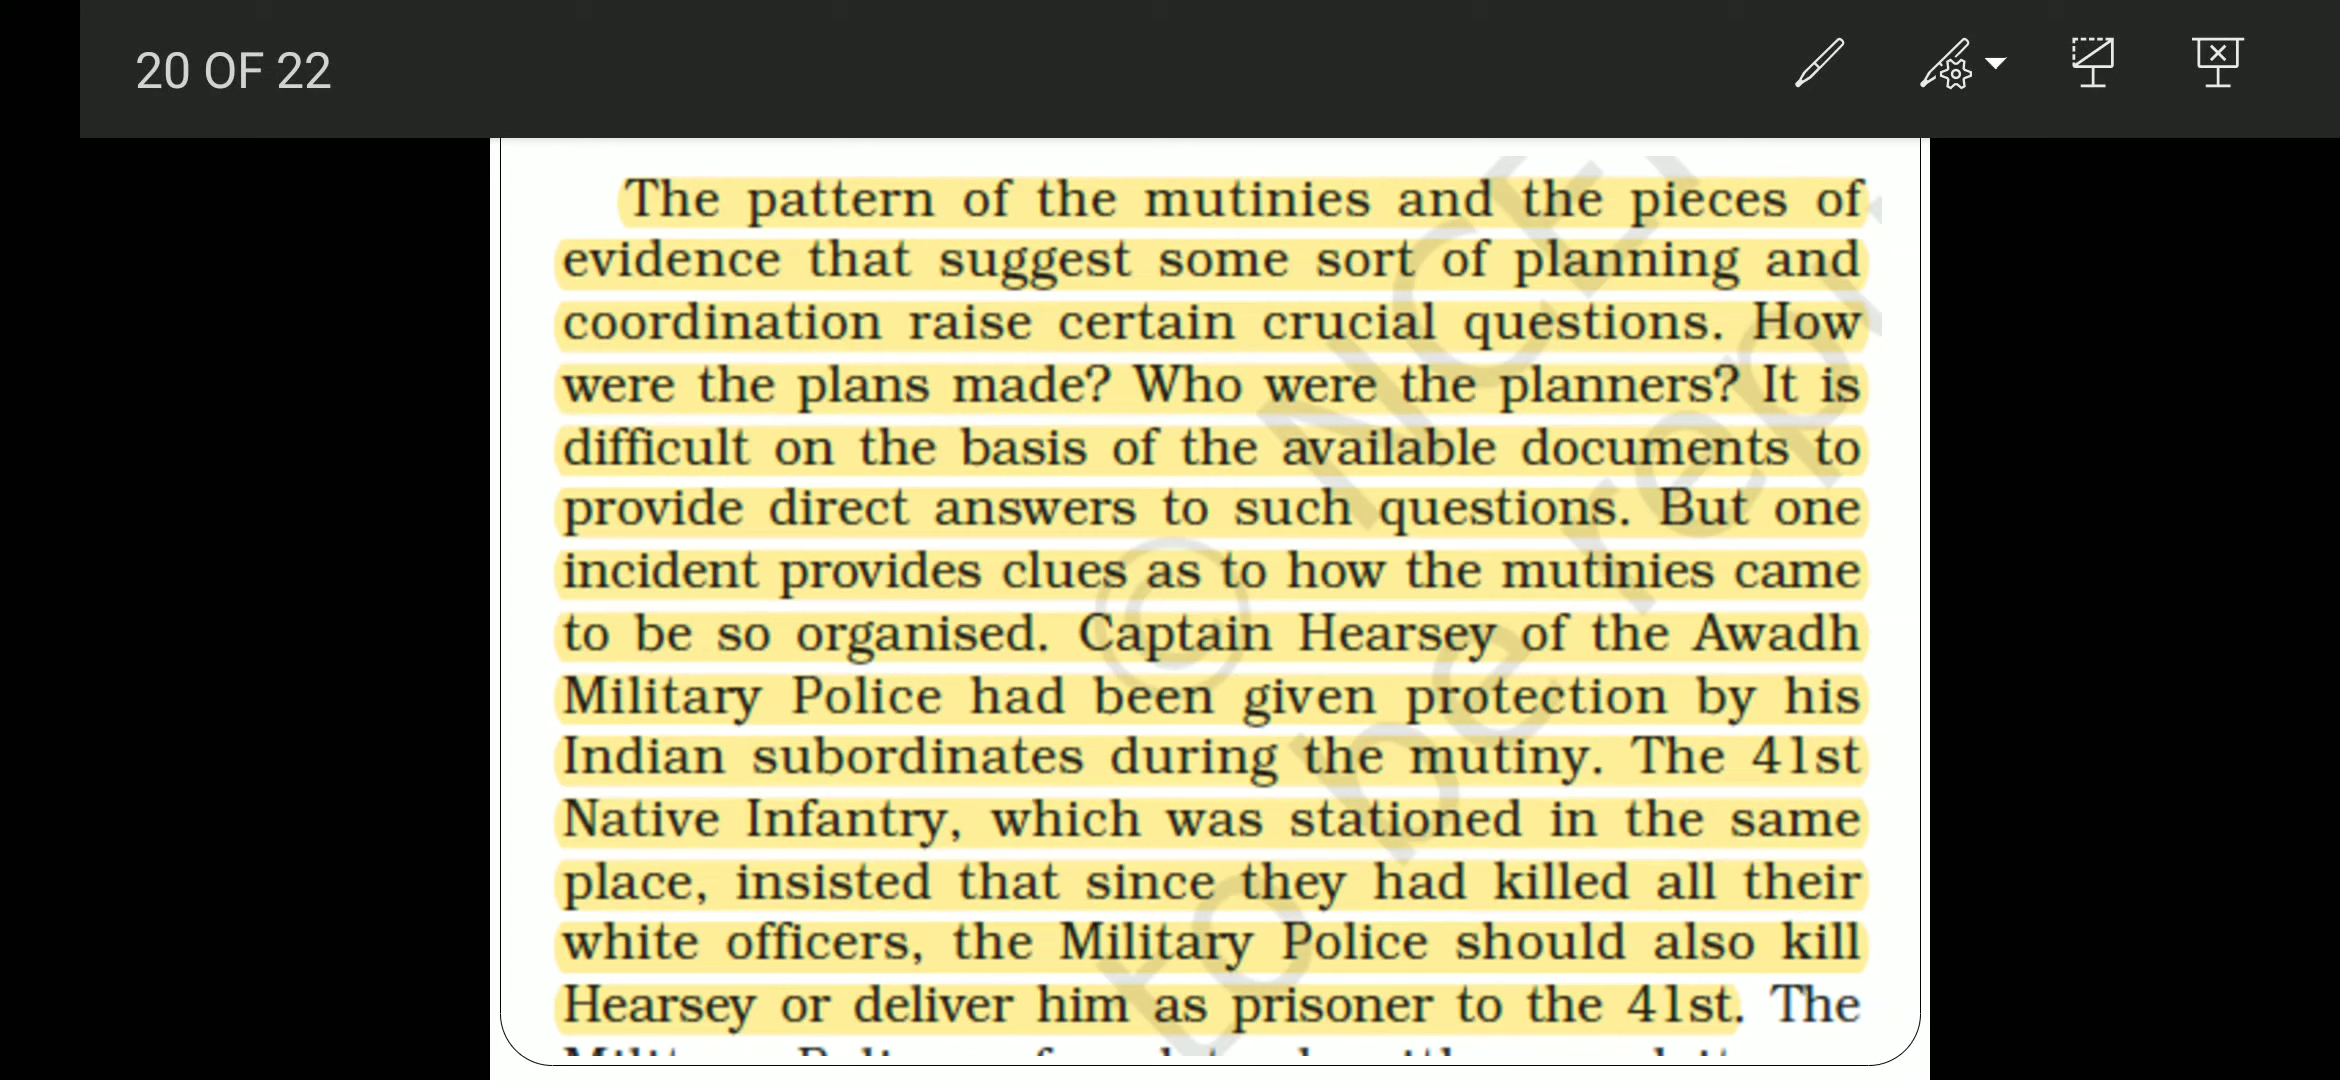 20 OF 22
The pattern of the mutinies and the pieces of
evidence that suggest some sort of planning and
coordination raise certain crucial questions. How
were the plans made? Who were the planners? It is
difficult on the basis of the available documents to
provide direct answers to such questions. But one
incident provides clues as to how the mutinies came
to be so organised. Captain Hearsey of the Awadh
Military Police had been given protection by his
Indian subordinates during the mutiny. The 41st
Native Infantry, which was stationed in the same
place, insisted that since they had killed all their
white officers, the Military Police should also kill
Hearsey or deliver him as prisoner to the 41st. The